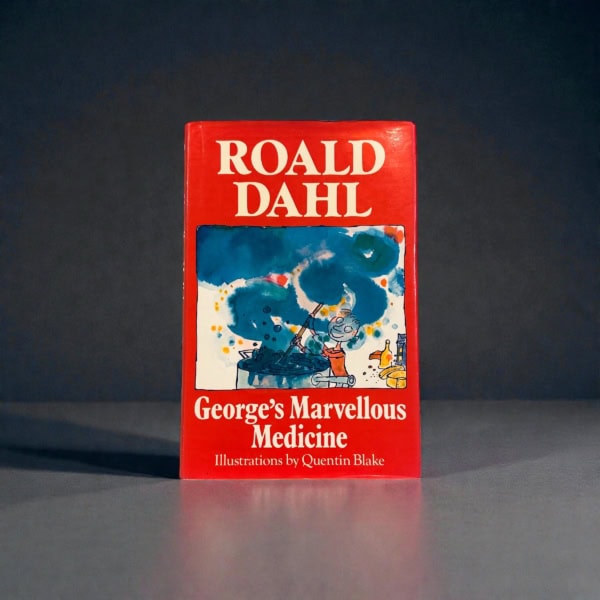 ROALD
DAHL
George's Marvellous
Medicine
Illustrations by Quentin Blake